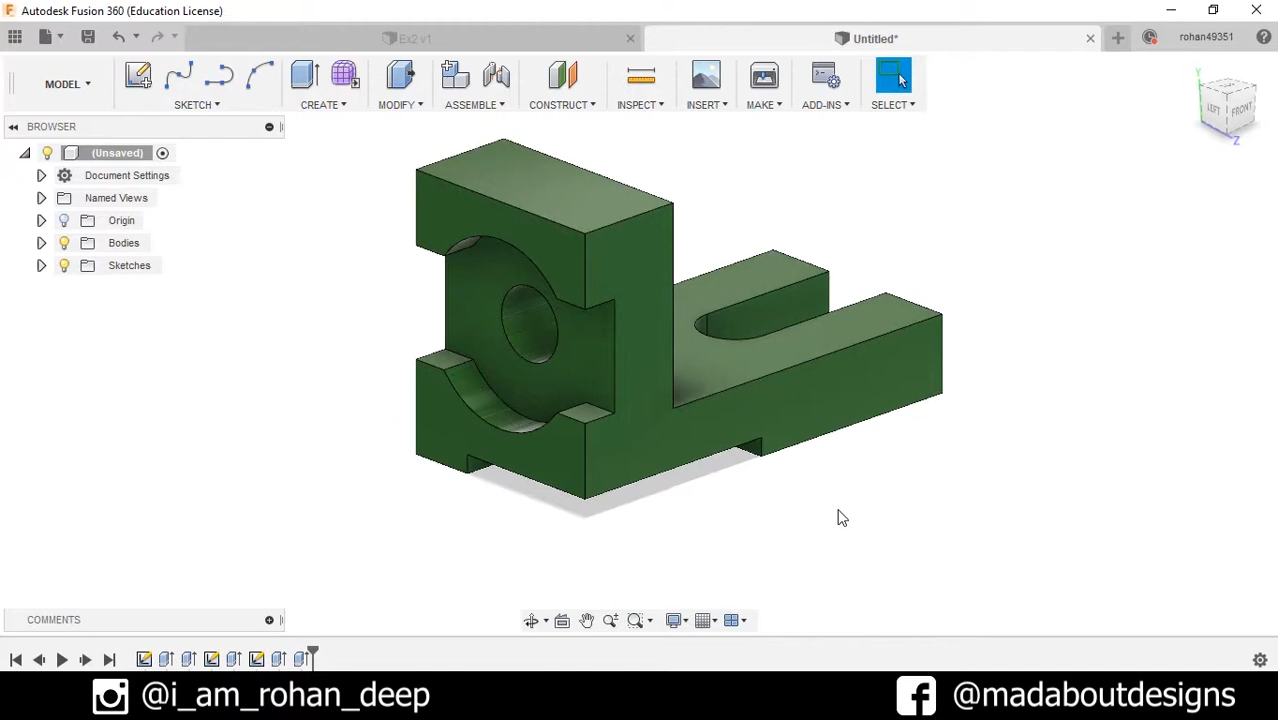 Autodesk Fusion 360 (Education License)
Ex2 v1
Untitled*
rohan49351
MODEL
SKETCH
CREATE
MODIFY
ASSEMBLE
CONSTRUCT
INSPECT
INSERT
MAKE
ADD-INS
SELECT
BROWSER
(Unsaved)
Document Settings
Named Views
Origin
Bodies
Sketches
Y
LEFT
FRONT
Z
COMMENTS
@i_am_rohan_deep
@madaboutdesigns